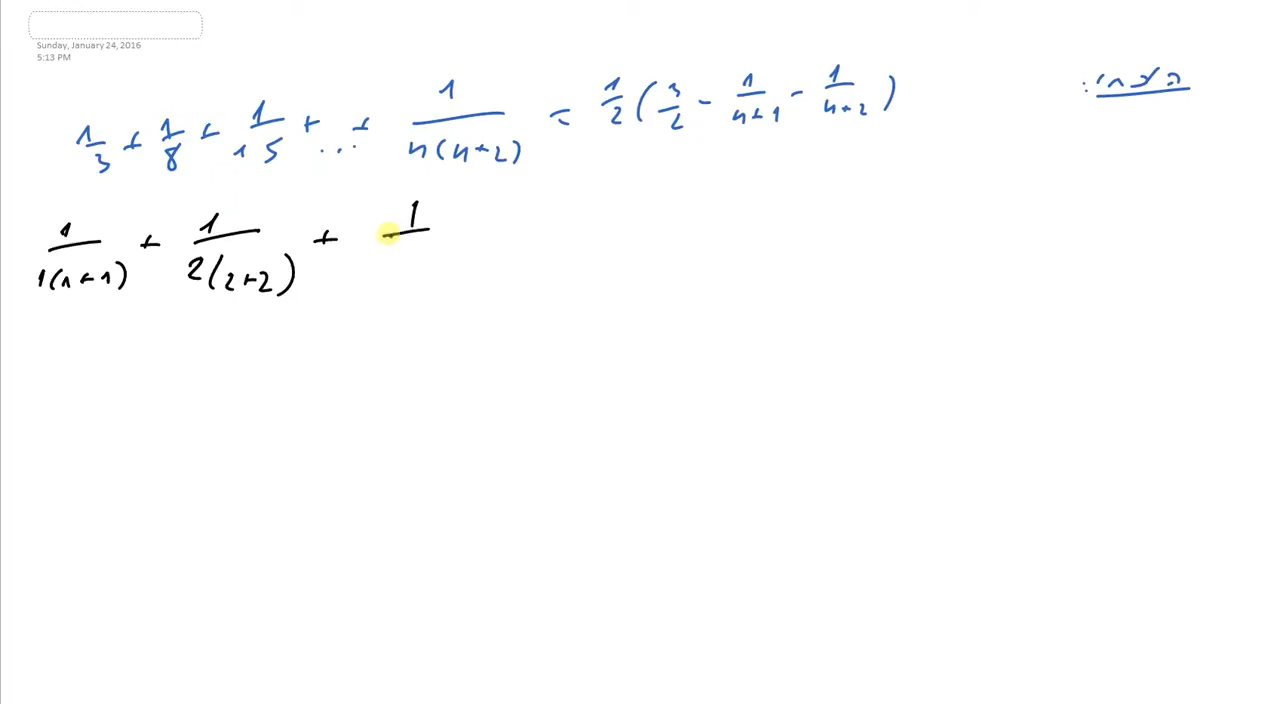 Sunday, January 24, 2016
5:13 PM
הוכח:
1/3 + 1/8 + 1/15 + ... + 1/(n(n+2)) = 1/2 (3/2 - 1/(n+1) - 1/(n+2))
1/(1(1+1)) + 1/(2(2+2)) + 1/